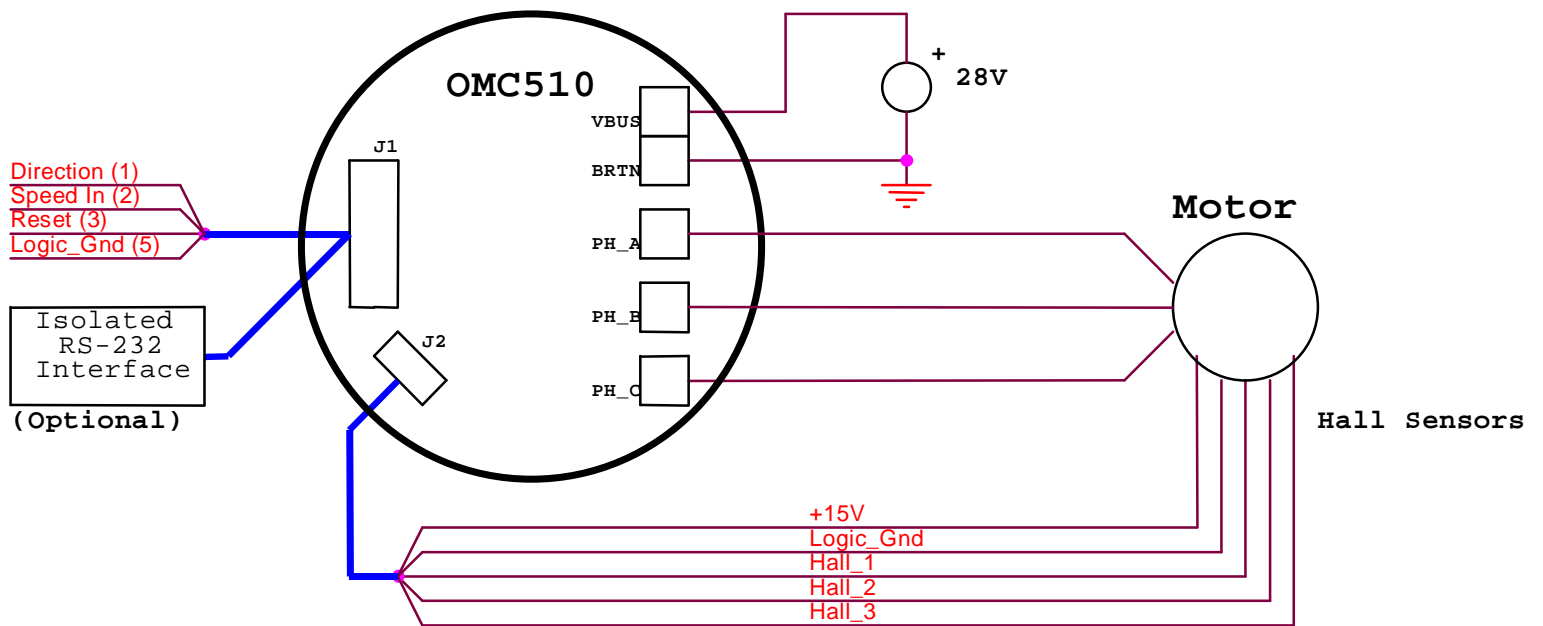 OMC510
+
28V
VBUS
J1
BRTN
Direction (1)
Speed In (2)
Reset (3)
Logic_Gnd (5)
Motor
PH_A
PH_B
Isolated
RS-232
Interface
J2
PH_C
(Optional)
Hall Sensors
+15V
Logic_Gnd
Hall_1
Hall_2
Hall_3